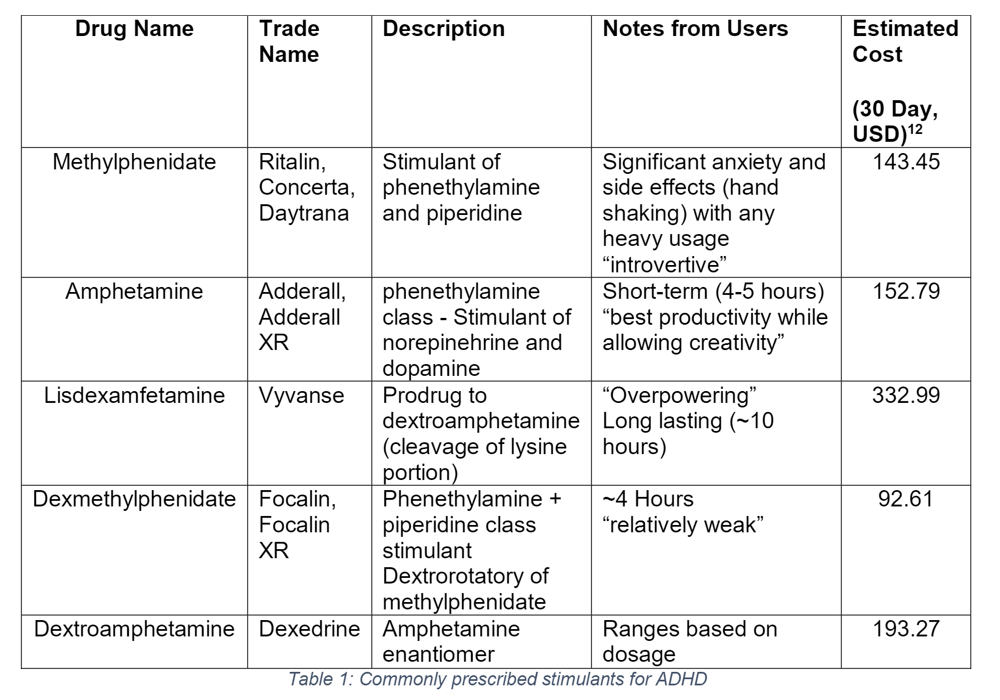 Drug Name
Trade
Name
Description
Notes from Users
Estimated
Cost
(30 Day,
USD)12
Methylphenidate
Ritalin,
Concerta,
Daytrana
Stimulant of
phenethylamine
and piperidine
Significant anxiety and
side effects (hand
shaking) with any
heavy usage
“introvertive”
143.45
Amphetamine
Adderall,
Adderall
XR
phenethylamine
class - Stimulant of
norepinehrine and
dopamine
Short-term (4-5 hours)
“best productivity while
allowing creativity”
152.79
Lisdexamfetamine
Vyvanse
Prodrug to
dextroamphetamine
(cleavage of lysine
portion)
“Overpowering”
Long lasting (~10
hours)
332.99
Dexmethylphenidate
Focalin,
Focalin
XR
Phenethylamine +
piperidine class
stimulant
Dextrorotatory of
methylphenidate
~4 Hours
“relatively weak”
92.61
Dextroamphetamine
Dexedrine
Amphetamine
enantiomer
Ranges based on
dosage
193.27
Table 1: Commonly prescribed stimulants for ADHD